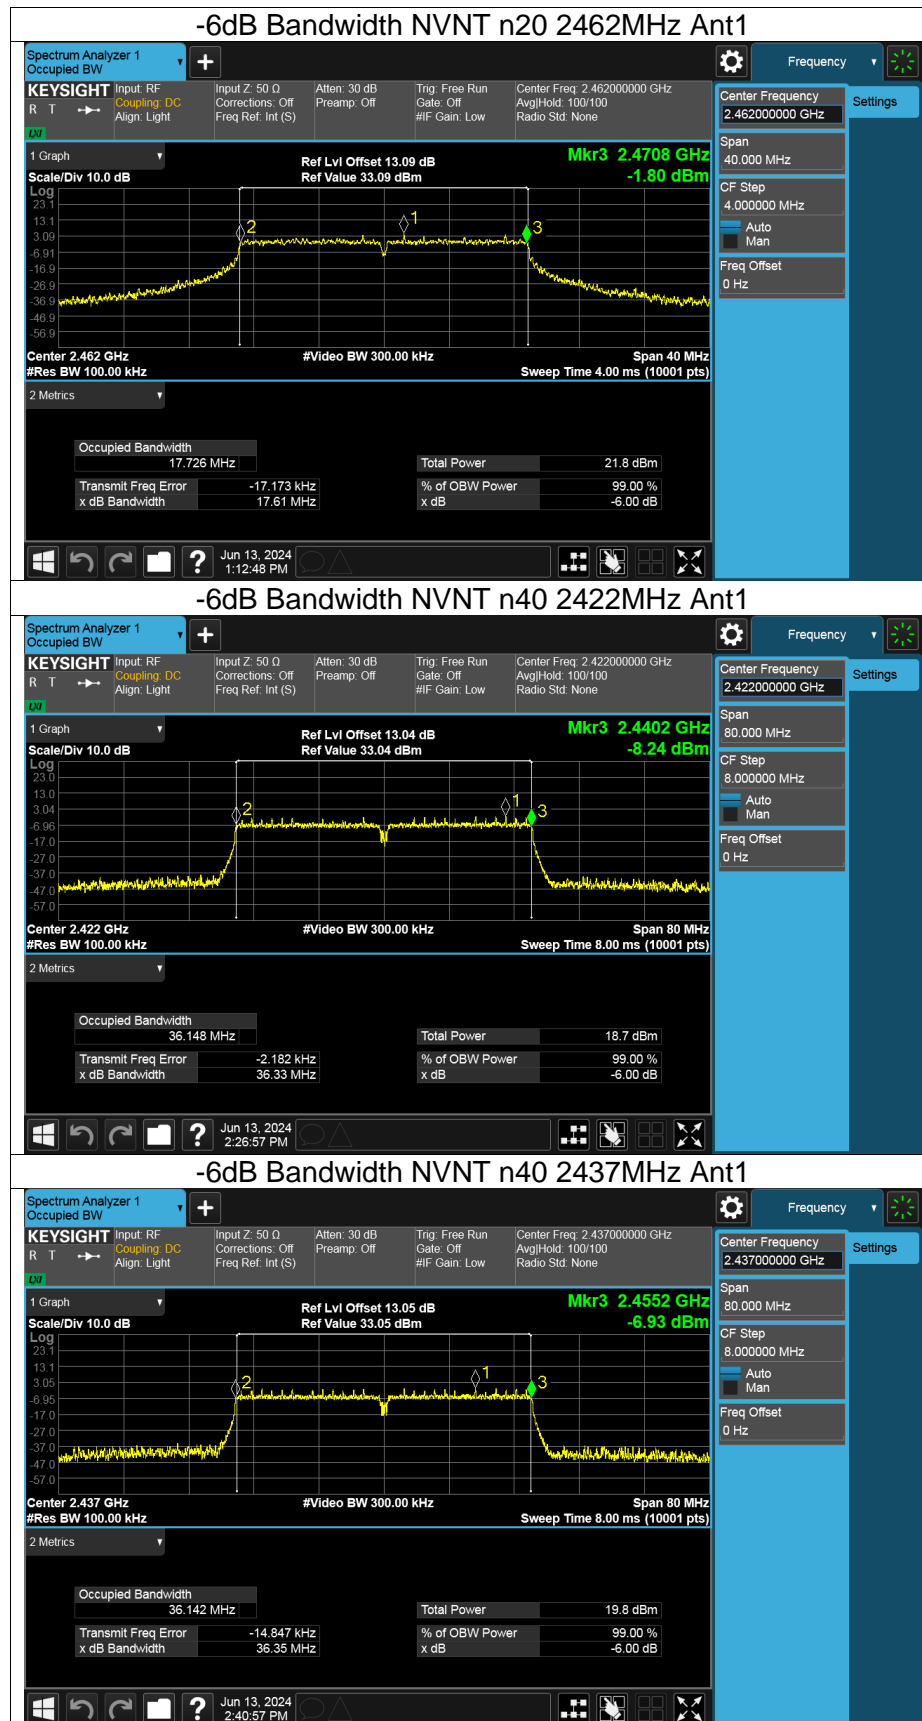 -6dB Bandwidth NVNT n20 2462MHz Ant1
Spectrum Analyzer 1
Occupied BW
Frequency
KEYSIGHT
R T
LXI
Input: RF
Coupling: DC
Align: Light
Input Z: 50 Ω
Corrections: Off
Freq Ref: Int (S)
Atten: 30 dB
Preamp: Off
Trig: Free Run
Gate: Off
#IF Gain: Low
Center Freq: 2.462000000 GHz
Avg|Hold: 100/100
Radio Std: None
Center Frequency
2.462000000 GHz
Settings
Span
40.000 MHz
CF Step
4.000000 MHz
Auto
Man
Freq Offset
0 Hz
1 Graph
Scale/Div 10.0 dB
Ref Lvl Offset 13.09 dB
Ref Value 33.09 dBm
Mkr3 2.4708 GHz
-1.80 dBm
Log
23.1
13.1
3.09
-6.91
-16.9
-26.9
-36.9
-46.9
-56.9
2
1
3
Center 2.462 GHz
#Res BW 100.00 kHz
#Video BW 300.00 kHz
Span 40 MHz
Sweep Time 4.00 ms (10001 pts)
2 Metrics
Occupied Bandwidth
17.726 MHz
Transmit Freq Error -17.173 kHz
x dB Bandwidth 17.61 MHz
Total Power 21.8 dBm
% of OBW Power 99.00 %
x dB -6.00 dB
?
Jun 13, 2024
1:12:48 PM
-6dB Bandwidth NVNT n40 2422MHz Ant1
Spectrum Analyzer 1
Occupied BW
Frequency
KEYSIGHT
R T
LXI
Input: RF
Coupling: DC
Align: Light
Input Z: 50 Ω
Corrections: Off
Freq Ref: Int (S)
Atten: 30 dB
Preamp: Off
Trig: Free Run
Gate: Off
#IF Gain: Low
Center Freq: 2.422000000 GHz
Avg|Hold: 100/100
Radio Std: None
Center Frequency
2.422000000 GHz
Settings
Span
80.000 MHz
CF Step
8.000000 MHz
Auto
Man
Freq Offset
0 Hz
1 Graph
Scale/Div 10.0 dB
Ref Lvl Offset 13.04 dB
Ref Value 33.04 dBm
Mkr3 2.4402 GHz
-8.24 dBm
Log
23.0
13.0
3.04
-6.96
-17.0
-27.0
-37.0
-47.0
-57.0
2
1
3
Center 2.422 GHz
#Res BW 100.00 kHz
#Video BW 300.00 kHz
Span 80 MHz
Sweep Time 8.00 ms (10001 pts)
2 Metrics
Occupied Bandwidth
36.148 MHz
Transmit Freq Error -2.182 kHz
x dB Bandwidth 36.33 MHz
Total Power 18.7 dBm
% of OBW Power 99.00 %
x dB -6.00 dB
?
Jun 13, 2024
2:26:57 PM
-6dB Bandwidth NVNT n40 2437MHz Ant1
Spectrum Analyzer 1
Occupied BW
Frequency
KEYSIGHT
R T
LXI
Input: RF
Coupling: DC
Align: Light
Input Z: 50 Ω
Corrections: Off
Freq Ref: Int (S)
Atten: 30 dB
Preamp: Off
Trig: Free Run
Gate: Off
#IF Gain: Low
Center Freq: 2.437000000 GHz
Avg|Hold: 100/100
Radio Std: None
Center Frequency
2.437000000 GHz
Settings
Span
80.000 MHz
CF Step
8.000000 MHz
Auto
Man
Freq Offset
0 Hz
1 Graph
Scale/Div 10.0 dB
Ref Lvl Offset 13.05 dB
Ref Value 33.05 dBm
Mkr3 2.4552 GHz
-6.93 dBm
Log
23.1
13.1
3.05
-6.95
-17.0
-27.0
-37.0
-47.0
-57.0
2
1
3
Center 2.437 GHz
#Res BW 100.00 kHz
#Video BW 300.00 kHz
Span 80 MHz
Sweep Time 8.00 ms (10001 pts)
2 Metrics
Occupied Bandwidth
36.142 MHz
Transmit Freq Error -14.847 kHz
x dB Bandwidth 36.35 MHz
Total Power 19.8 dBm
% of OBW Power 99.00 %
x dB -6.00 dB
?
Jun 13, 2024
2:40:57 PM